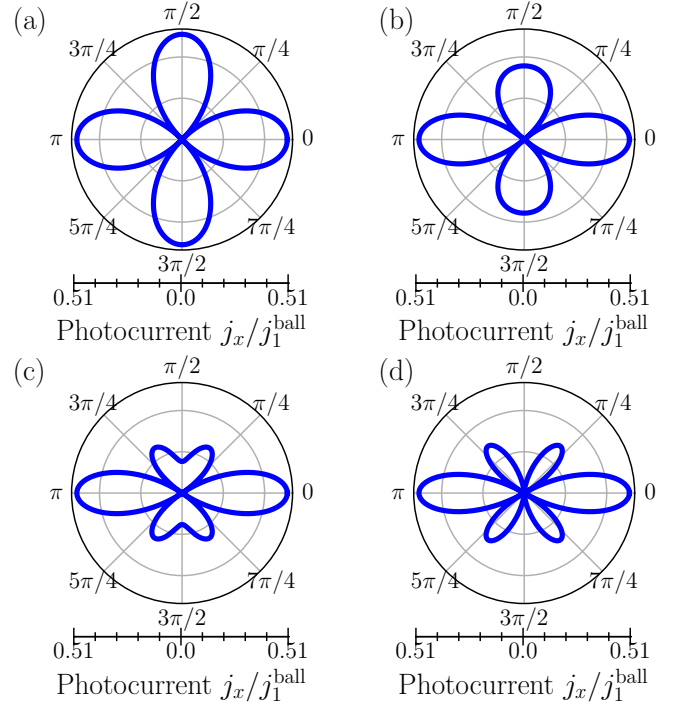 (a) π/2 (b) π/2
3π/4 π/4 3π/4 π/4
π 0 π 0
5π/4 7π/4 5π/4 7π/4
3π/2 3π/2
0.51 0.0 0.51 0.51 0.0 0.51
Photocurrent j_x/j_1^ball Photocurrent j_x/j_1^ball
(c) π/2 (d) π/2
3π/4 π/4 3π/4 π/4
π 0 π 0
5π/4 7π/4 5π/4 7π/4
3π/2 3π/2
0.51 0.0 0.51 0.51 0.0 0.51
Photocurrent j_x/j_1^ball Photocurrent j_x/j_1^ball